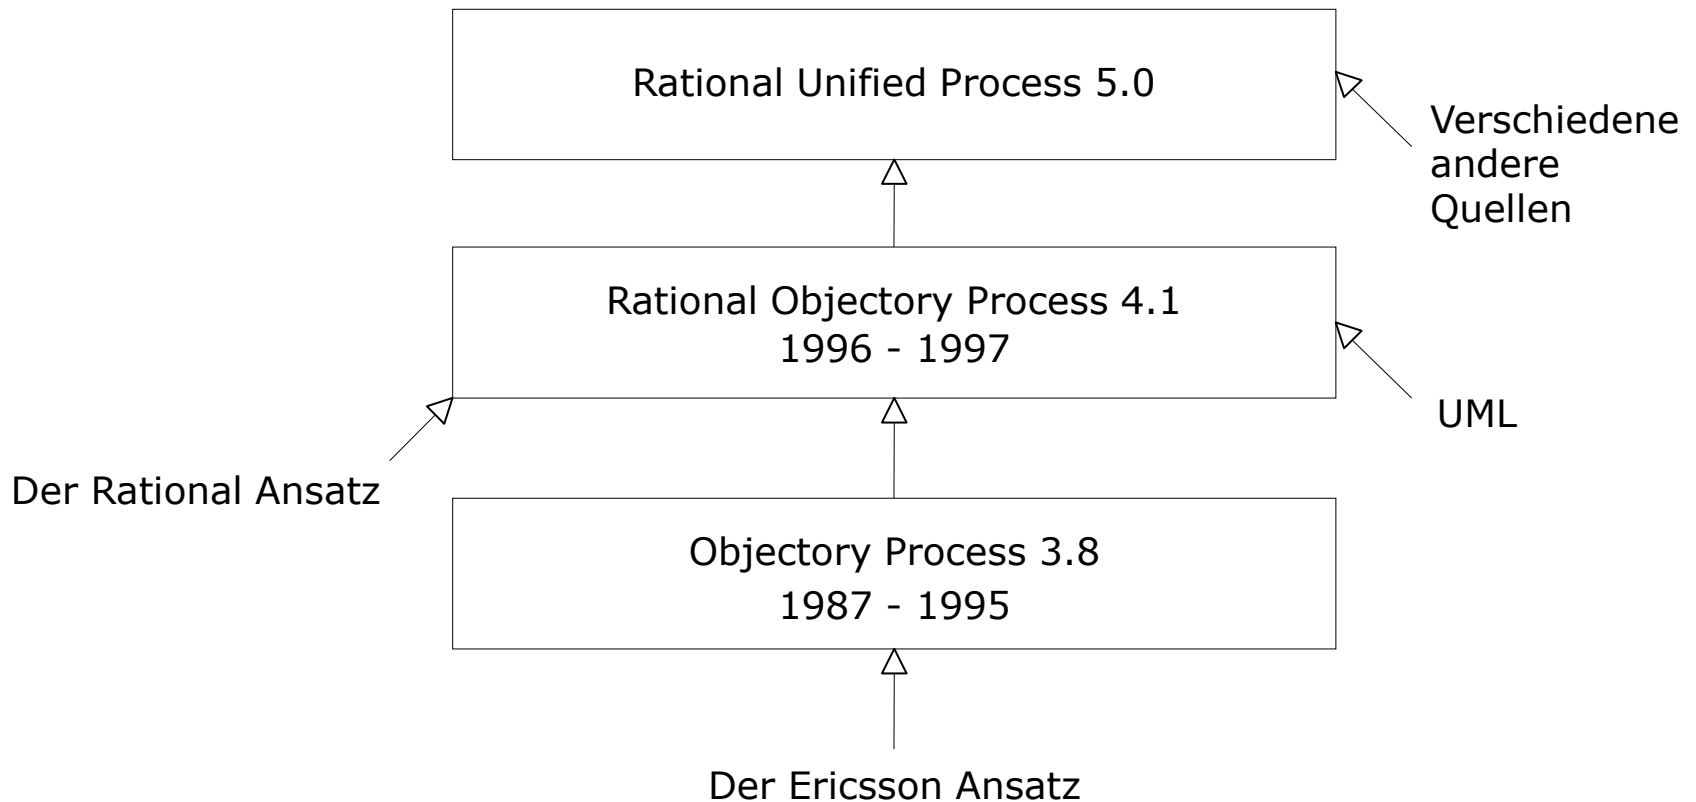 Rational Unified Process 5.0
Verschiedene
andere
Quellen
Rational Objectory Process 4.1
1996 - 1997
UML
Der Rational Ansatz
Objectory Process 3.8
1987 - 1995
Der Ericsson Ansatz